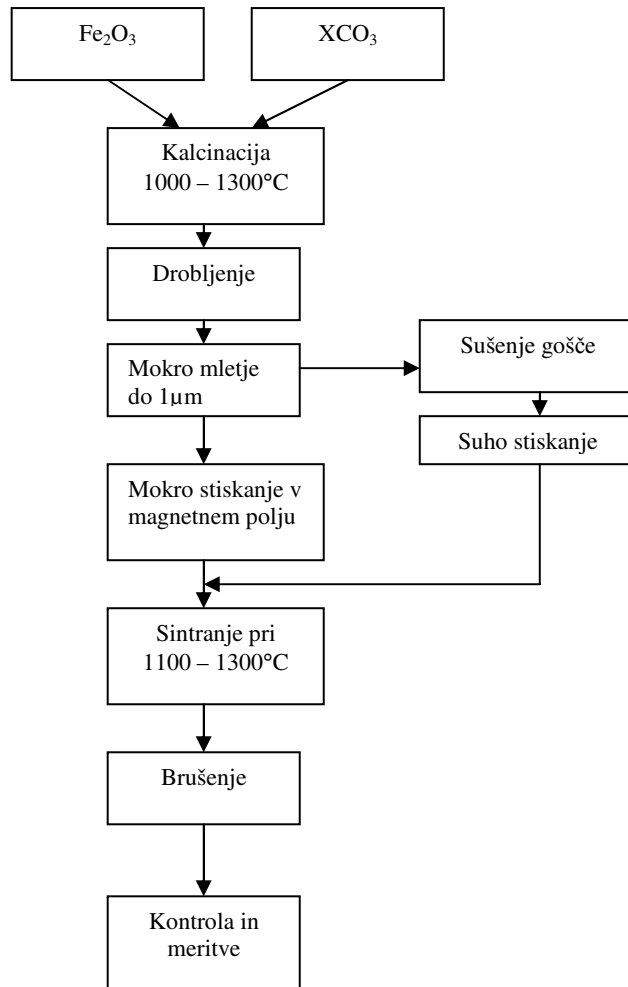 Fe₂O₃
XCO₃
Kalcinacija
1000 – 1300°C
Drobljenje
Mokro mletje
do 1µm
Sušenje gošče
Suho stiskanje
Mokro stiskanje v
magnetnem polju
Sintranje pri
1100 – 1300°C
Brušenje
Kontrola in
meritve